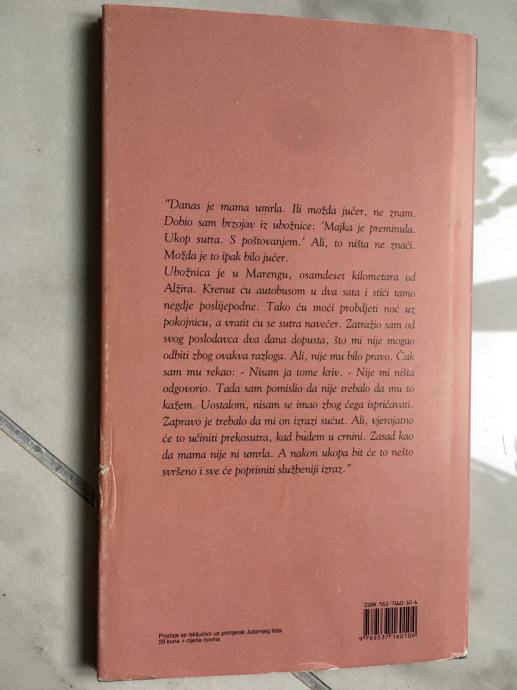 "Danas je mama umrla. Ili možda jučer, ne znam.
Dobio sam brzojav iz ubožnice: 'Majka je preminula.
Ukop sutra. S poštovanjem.' Ali, to ništa ne znači.
Možda je to ipak bilo jučer.
Ubožnica je u Marengu, osamdeset kilometara od
Alžira. Krenut ću autobusom u dva sata i stići tamo
negdje poslijepodne. Tako ću moći probdjeti noć uz
pokojnicu, a vratit ću se sutra navečer. Zatražio sam od
svog poslodavca dva dana dopusta, što mi nije mogao
odbiti zbog ovakva razloga. Ali, nije mu bilo pravo. Čak
sam mu rekao: - Nisam ja tome kriv. - Nije mi ništa
odgovorio. Tada sam pomislio da nije trebalo da mu to
kažem. Uostalom, nisam se imao zbog čega ispričavati.
Zapravo je trebalo da mi on izrazi sućut. Ali, vjerojatno
će to učiniti prekosutra, kad budem u crnini. Zasad kao
da mama nije ni umrla. A nakon ukopa bit će to nešto
svršeno i sve će poprimiti službeniji izraz."
Prodaje se isključivo uz primjerak Jutarnjeg lista.
29 kuna + cijena novina
ISBN 953-7160-10-6
9 789537 160104